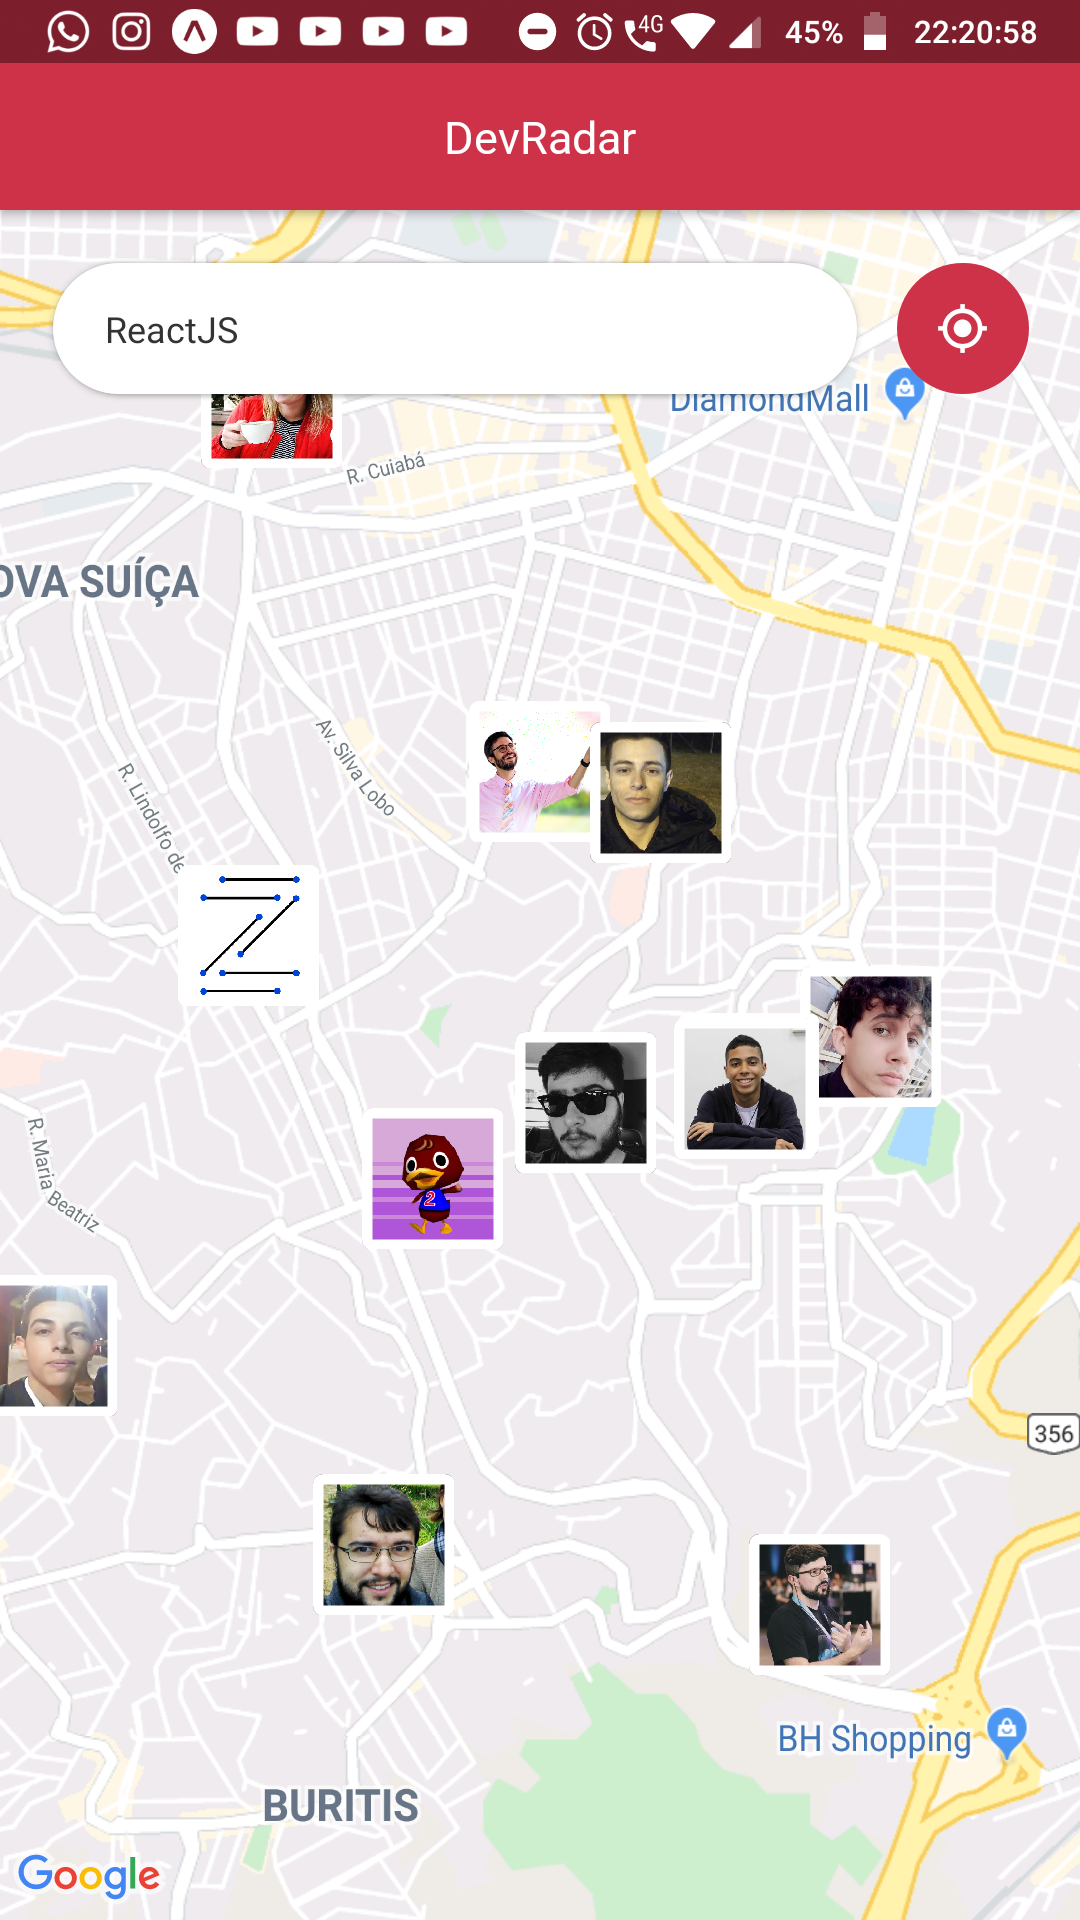 4G
45%
22:20:58
DevRadar
ReactJS
DiamondMall
R. Cuiabá
OVA SUÍÇA
Av. Silva Lobo
R. Lindolfo de
2
R. Maria Beatriz
356
BH Shopping
BURITIS
Google